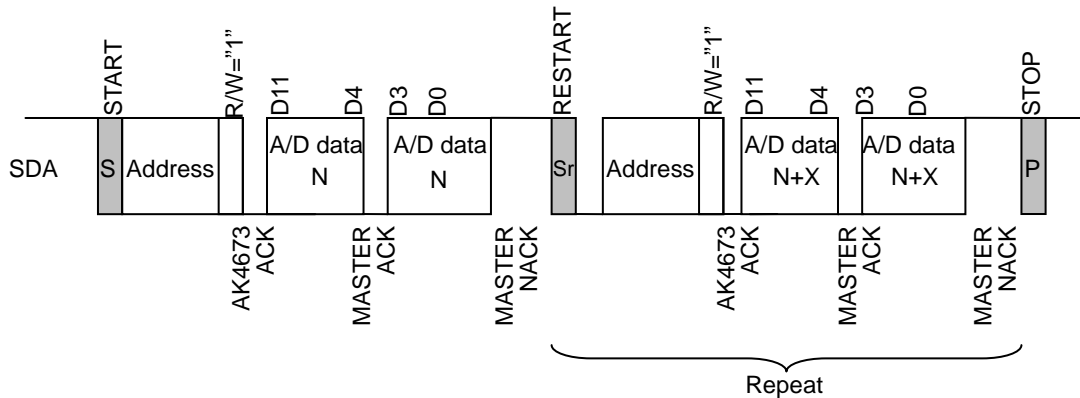 START
R/W="1"
D11
D4
D3
D0
RESTART
R/W="1"
D11
D4
D3
D0
STOP
SDA
S
Address
A/D data
N
A/D data
N
Sr
Address
A/D data
N+X
A/D data
N+X
P
AK4673
ACK
MASTER
ACK
MASTER
NACK
AK4673
ACK
MASTER
ACK
MASTER
NACK
Repeat